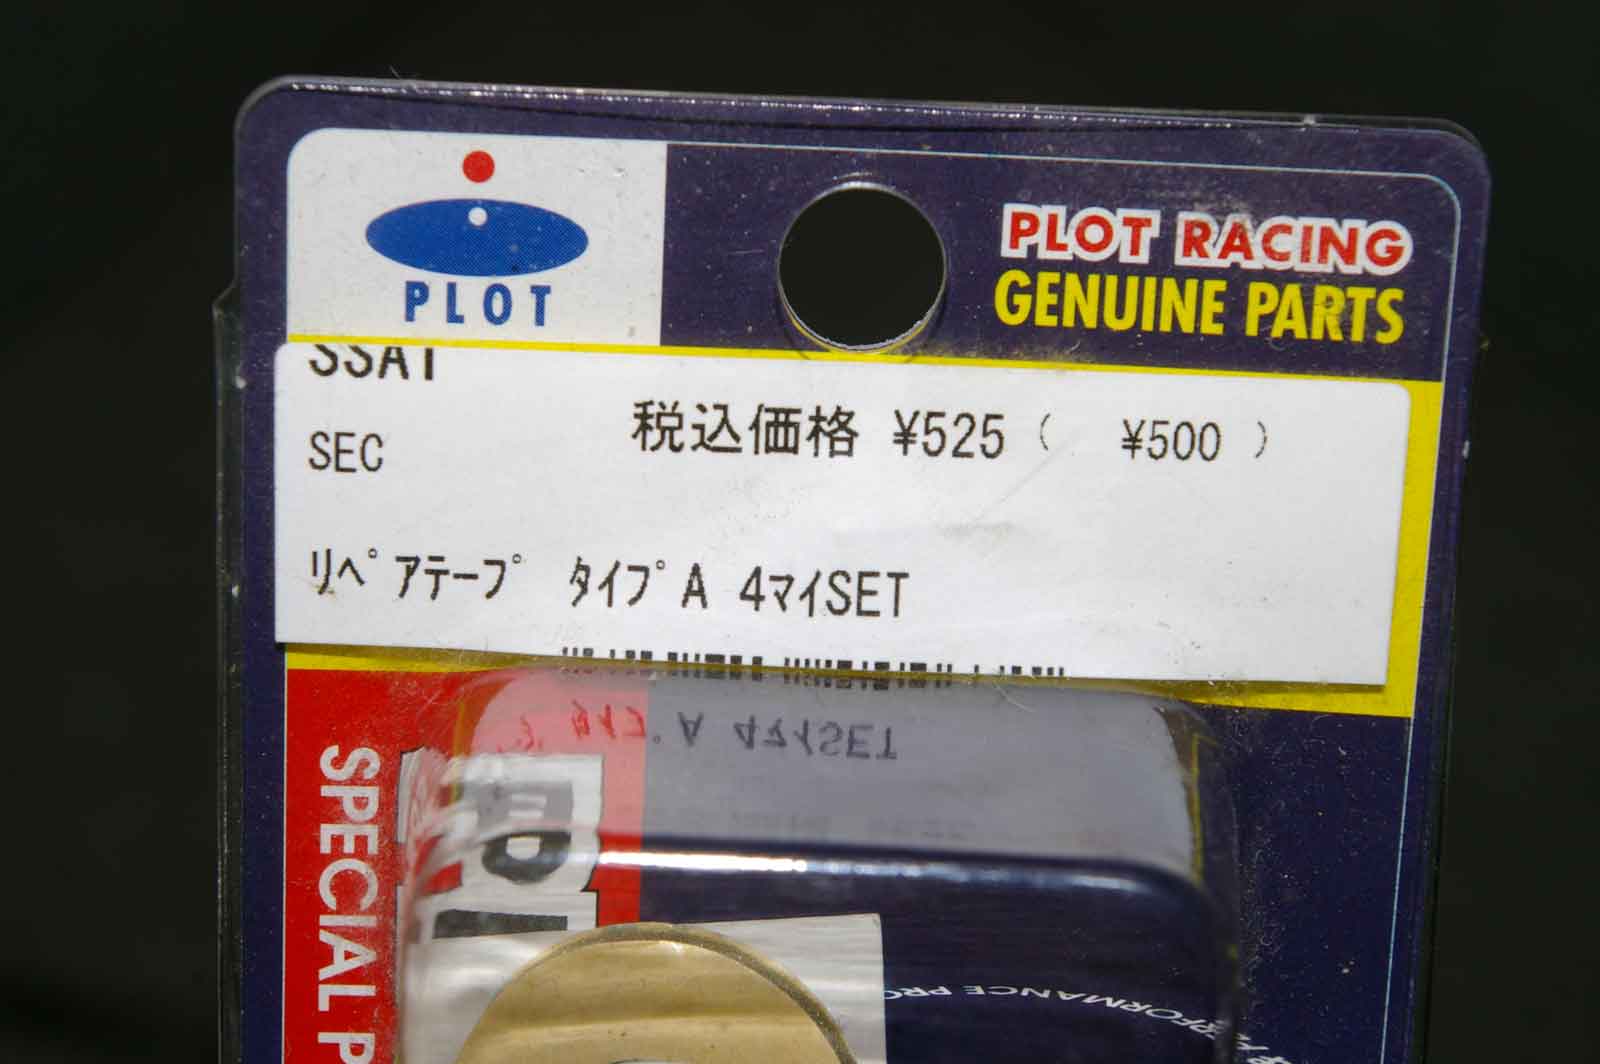 PLOT
PLOT RACING
GENUINE PARTS
SSAT
SEC
税込価格 ¥525 ( ¥500 )
ﾘﾍﾟｱﾃｰﾌﾟ ﾀｲﾌﾟA 4ﾏｲSET
SPECIAL P